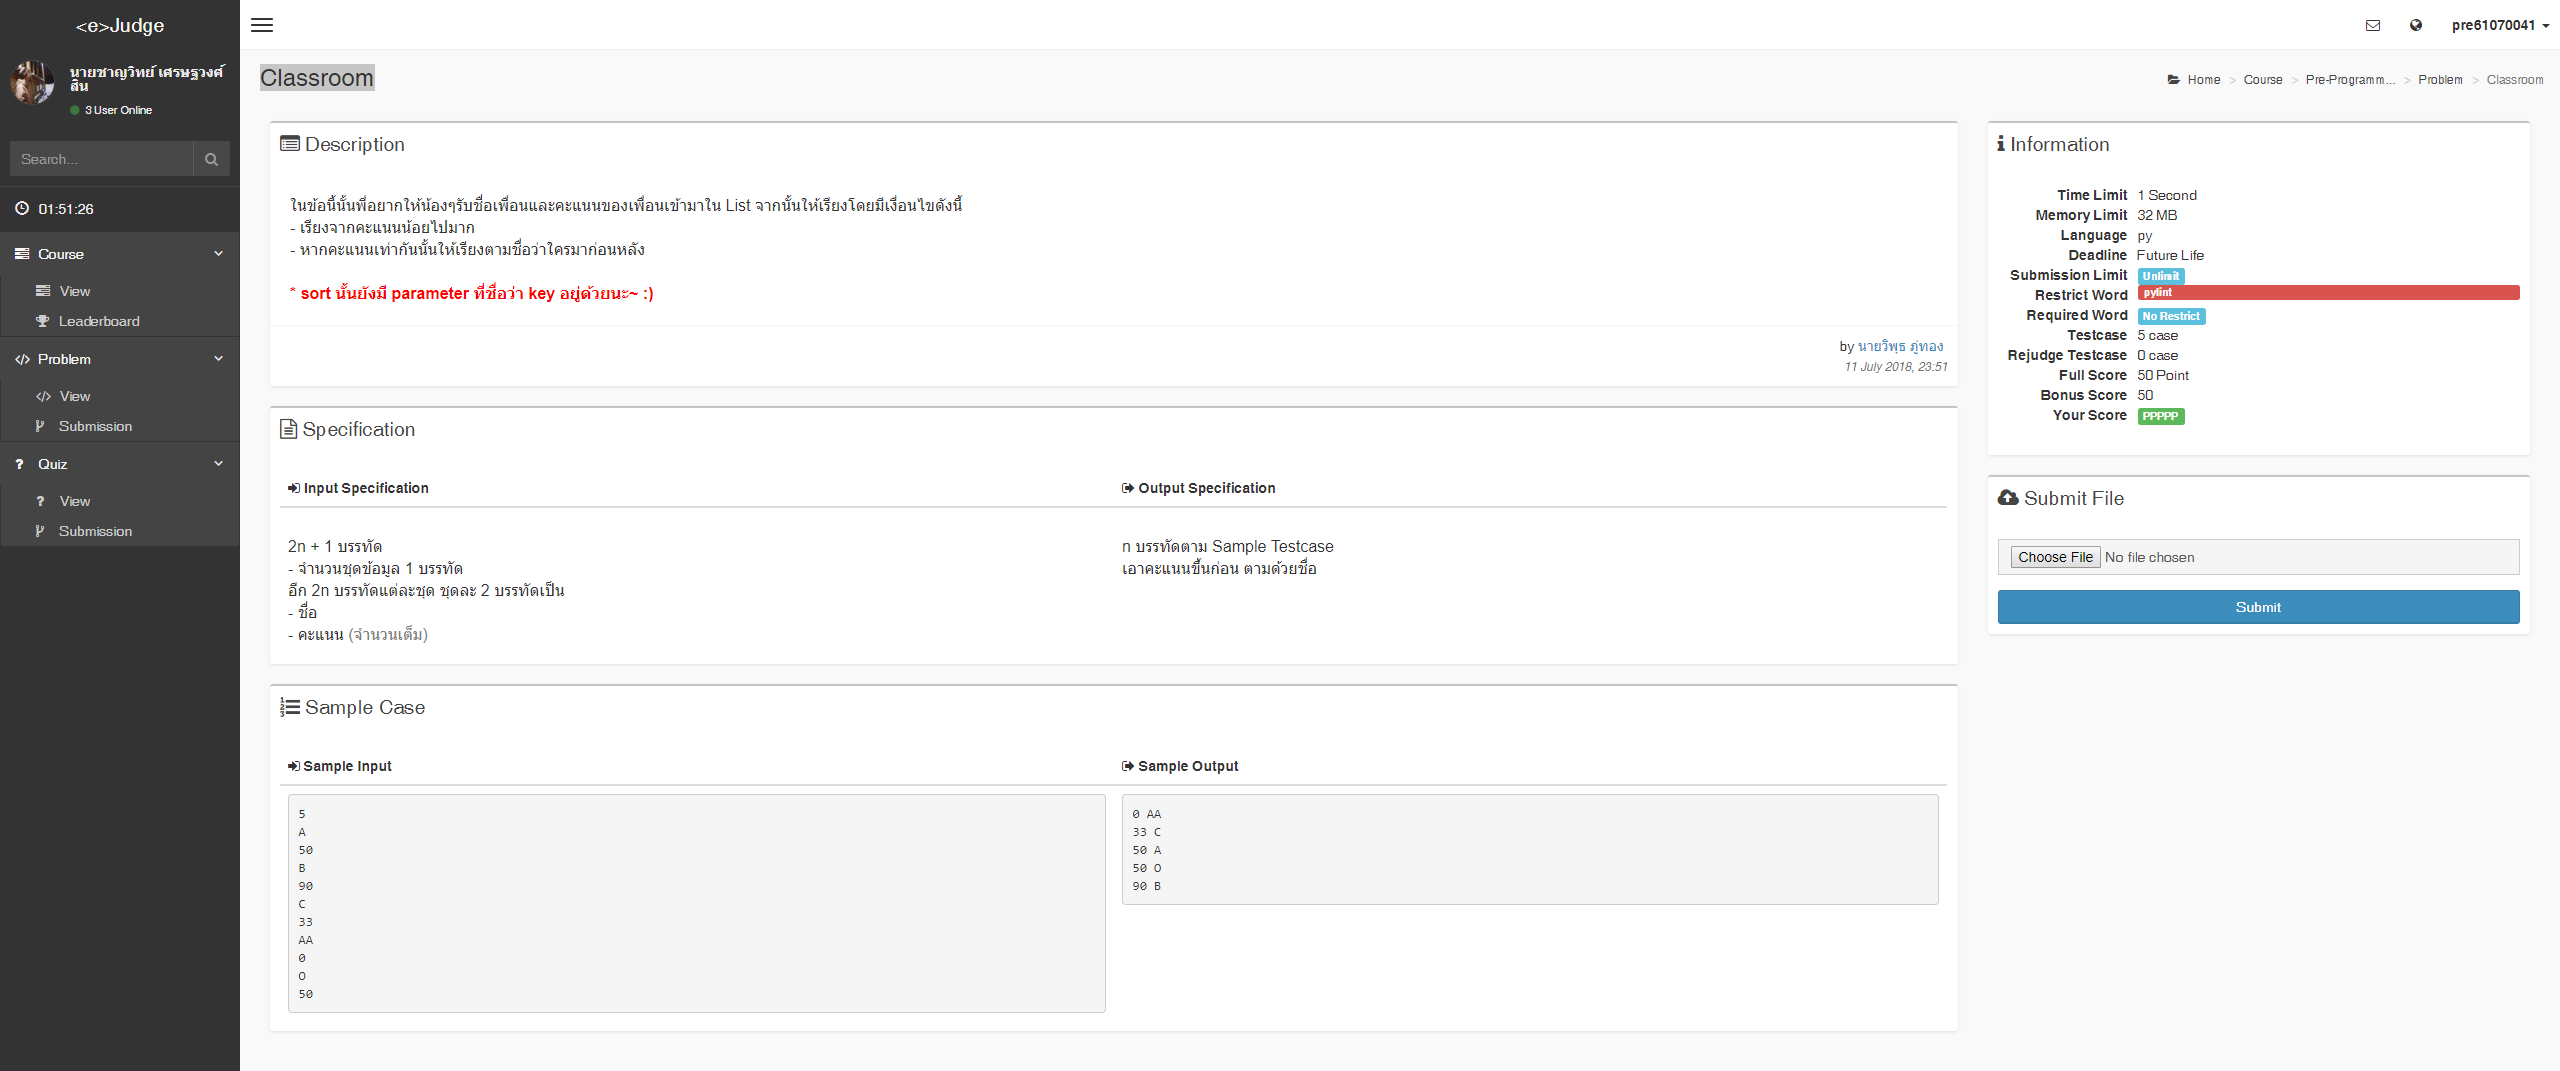 <e>Judge
pre61070041
นายชาญวิทย์ เศรษฐวงศ์
สิน
3 User Online
Search...
01:51:26
Course
View
Leaderboard
Problem
View
Submission
Quiz
View
Submission
Classroom
Home > Course > Pre-Programm... > Problem > Classroom
Description
ในข้อนี้นั้นพี่อยากให้น้องๆรับชื่อเพื่อนและคะแนนของเพื่อนเข้ามาใน List จากนั้นให้เรียงโดยมีเงื่อนไขดังนี้
- เรียงจากคะแนนน้อยไปมาก
- หากคะแนนเท่ากันนั้นให้เรียงตามชื่อว่าใครมาก่อนหลัง
* sort นั้นยังมี parameter ที่ชื่อว่า key อยู่ด้วยนะ~ :)
by นายวิพุธ ภู่ทอง
11 July 2018, 23:51
Specification
Input Specification
2n + 1 บรรทัด
- จำนวนชุดข้อมูล 1 บรรทัด
อีก 2n บรรทัดแต่ละชุด ชุดละ 2 บรรทัดเป็น
- ชื่อ
- คะแนน (จำนวนเต็ม)
Output Specification
n บรรทัดตาม Sample Testcase
เอาคะแนนขึ้นก่อน ตามด้วยชื่อ
Sample Case
Sample Input
5
A
50
B
90
C
33
AA
0
O
50
Sample Output
0 AA
33 C
50 A
50 O
90 B
Information
Time Limit 1 Second
Memory Limit 32 MB
Language py
Deadline Future Life
Submission Limit Unlimit
Restrict Word pylint
Required Word No Restrict
Testcase 5 case
Rejudge Testcase 0 case
Full Score 50 Point
Bonus Score 50
Your Score PPPPP
Submit File
Choose File No file chosen
Submit